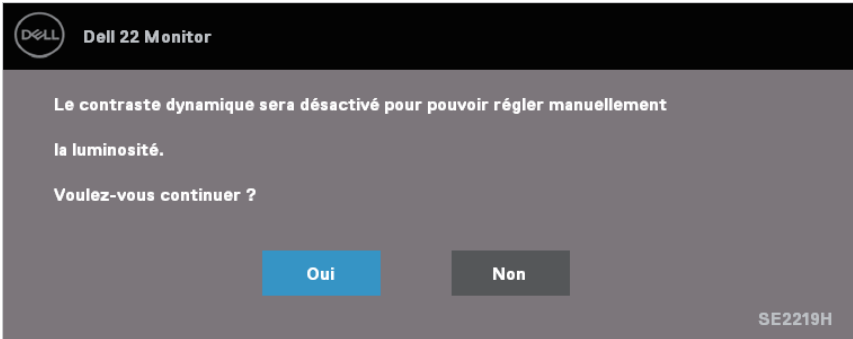 DELL
Dell 22 Monitor
Le contraste dynamique sera désactivé pour pouvoir régler manuellement
la luminosité.
Voulez-vous continuer ?
Oui
Non
SE2219H